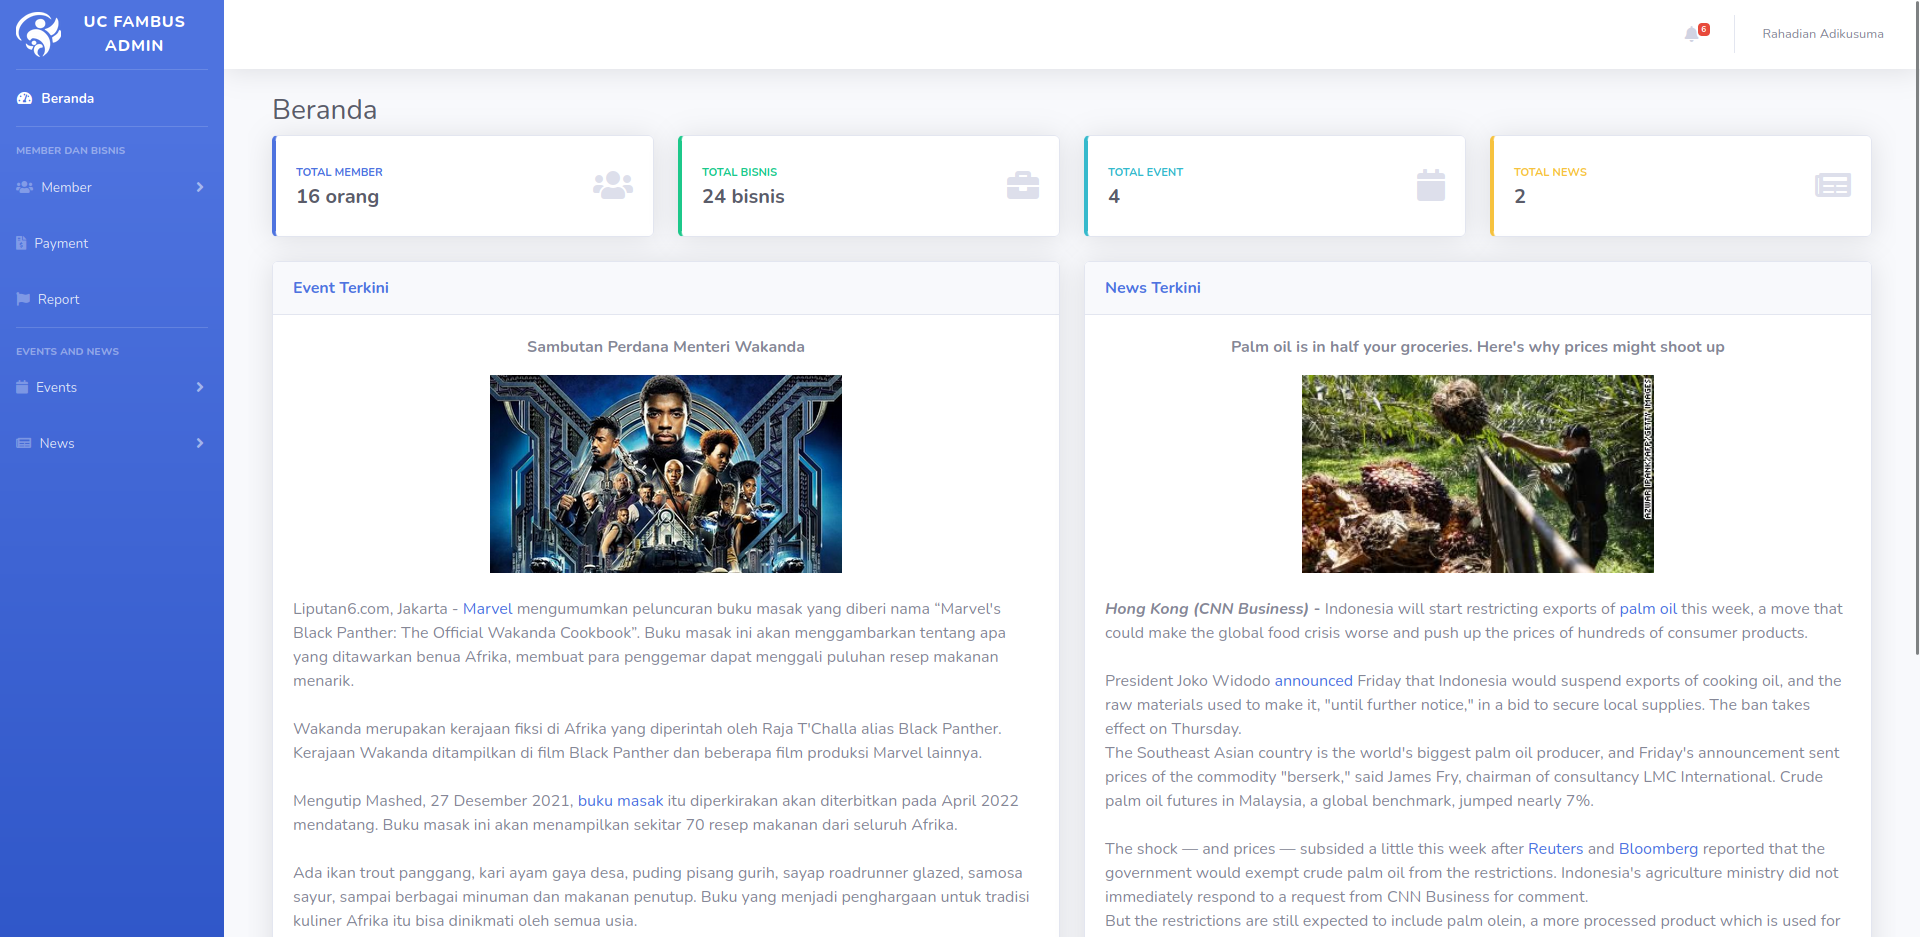 UC FAMBUS
ADMIN
Beranda
MEMBER DAN BISNIS
Member
Payment
Report
EVENTS AND NEWS
Events
News
6
Rahadian Adikusuma
Beranda
TOTAL MEMBER
16 orang
TOTAL BISNIS
24 bisnis
TOTAL EVENT
4
TOTAL NEWS
2
Event Terkini
Sambutan Perdana Menteri Wakanda
Liputan6.com, Jakarta - Marvel mengumumkan peluncuran buku masak yang diberi nama “Marvel's
Black Panther: The Official Wakanda Cookbook”. Buku masak ini akan menggambarkan tentang apa
yang ditawarkan benua Afrika, membuat para penggemar dapat menggali puluhan resep makanan
menarik.
Wakanda merupakan kerajaan fiksi di Afrika yang diperintah oleh Raja T'Challa alias Black Panther.
Kerajaan Wakanda ditampilkan di film Black Panther dan beberapa film produksi Marvel lainnya.
Mengutip Mashed, 27 Desember 2021, buku masak itu diperkirakan akan diterbitkan pada April 2022
mendatang. Buku masak ini akan menampilkan sekitar 70 resep makanan dari seluruh Afrika.
Ada ikan trout panggang, kari ayam gaya desa, puding pisang gurih, sayap roadrunner glazed, samosa
sayur, sampai berbagai minuman dan makanan penutup. Buku yang menjadi penghargaan untuk tradisi
kuliner Afrika itu bisa dinikmati oleh semua usia.
News Terkini
Palm oil is in half your groceries. Here's why prices might shoot up
AZWAR IPANK/AFP/GETTY IMAGES
Hong Kong (CNN Business) - Indonesia will start restricting exports of palm oil this week, a move that
could make the global food crisis worse and push up the prices of hundreds of consumer products.
President Joko Widodo announced Friday that Indonesia would suspend exports of cooking oil, and the
raw materials used to make it, "until further notice," in a bid to secure local supplies. The ban takes
effect on Thursday.
The Southeast Asian country is the world's biggest palm oil producer, and Friday's announcement sent
prices of the commodity "berserk," said James Fry, chairman of consultancy LMC International. Crude
palm oil futures in Malaysia, a global benchmark, jumped nearly 7%.
The shock — and prices — subsided a little this week after Reuters and Bloomberg reported that the
government would exempt crude palm oil from the restrictions. Indonesia's agriculture ministry did not
immediately respond to a request from CNN Business for comment.
But the restrictions are still expected to include palm olein, a more processed product which is used for